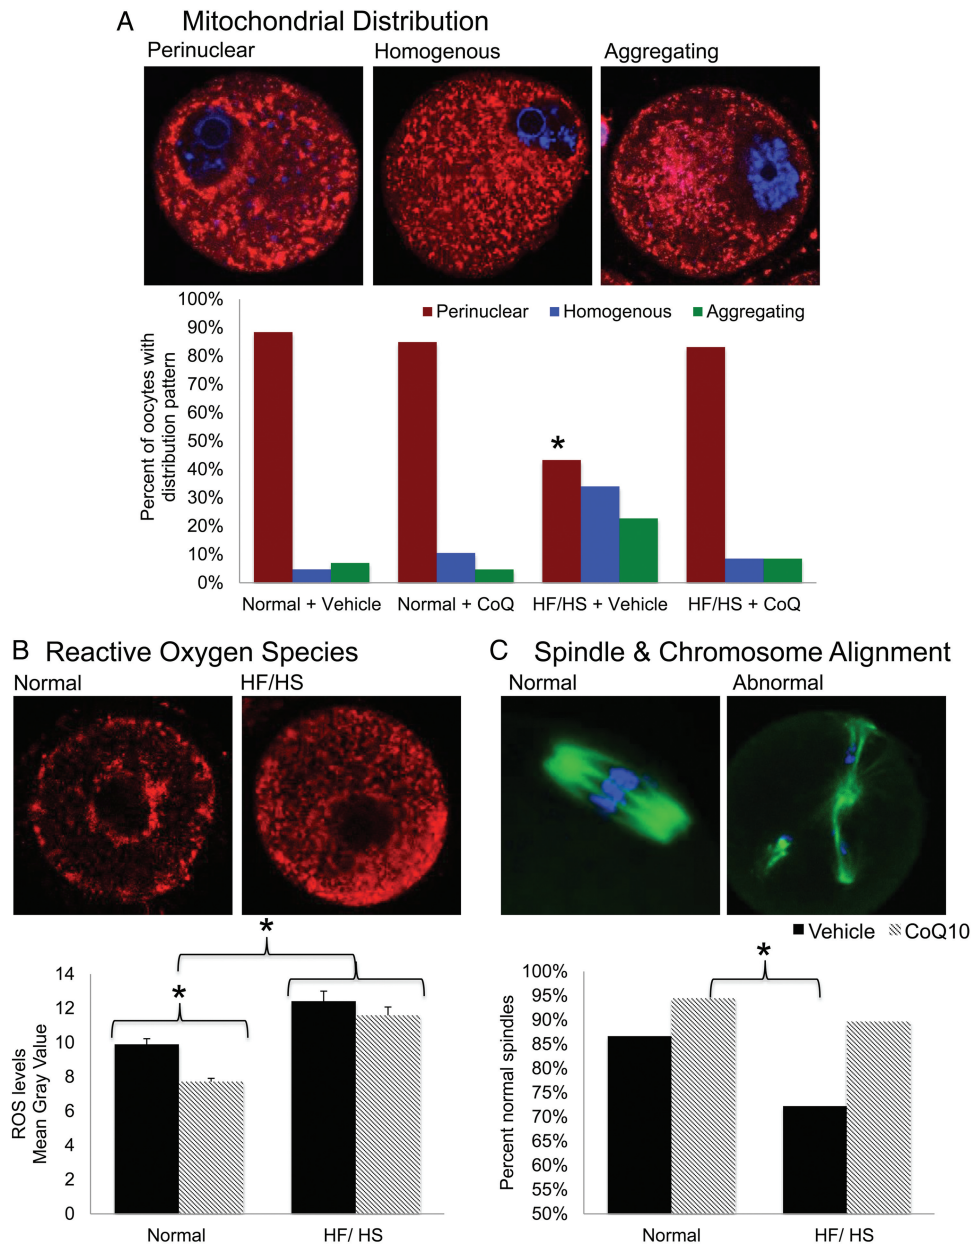 A Mitochondrial Distribution
Perinuclear Homogenous Aggregating
Percent of oocytes with
distribution pattern
100%
90%
80%
70%
60%
50%
40%
30%
20%
10%
0%
Perinuclear Homogenous Aggregating
*
Normal + Vehicle Normal + CoQ HF/HS + Vehicle HF/HS + CoQ
B Reactive Oxygen Species
Normal HF/HS
*
*
ROS levels
Mean Gray Value
14
12
10
8
6
4
2
0
Normal HF/ HS
C Spindle & Chromosome Alignment
Normal Abnormal
Vehicle CoQ10
*
Percent normal spindles
100%
95%
90%
85%
80%
75%
70%
65%
60%
55%
50%
Normal HF/ HS